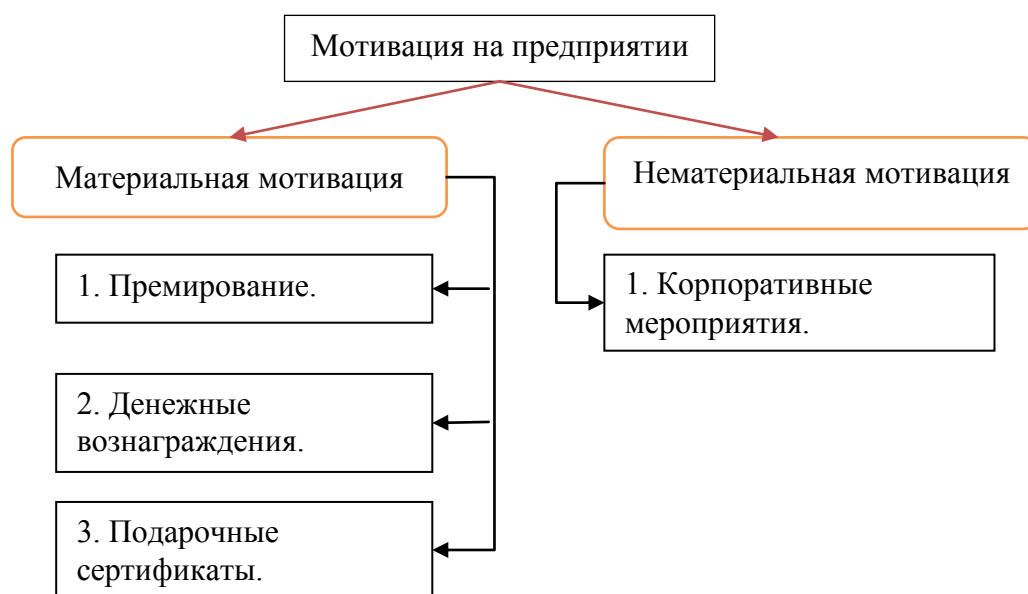 Мотивация на предприятии
Материальная мотивация
Нематериальная мотивация
1. Премирование.
1. Корпоративные
мероприятия.
2. Денежные
вознаграждения.
3. Подарочные
сертификаты.